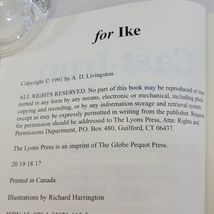 for Ike
Copyright © 1991 by A. D. Livingston
ALL RIGHTS RESERVED. No part of this book may be reproduced or trans
mitted in any form by any means, electronic or mechanical, including photo
copying and recording, or by any information storage and retrieval system
except as may be expressly permitted in writing from the publisher. Reques
for permission should be addressed to The Lyons Press, Attn: Rights and
Permissions Department, P.O. Box 480, Guilford, CT 06437.
The Lyons Press is an imprint of The Globe Pequot Press.
20 19 18 17
Printed in Canada
Illustrations by Richard Harrington